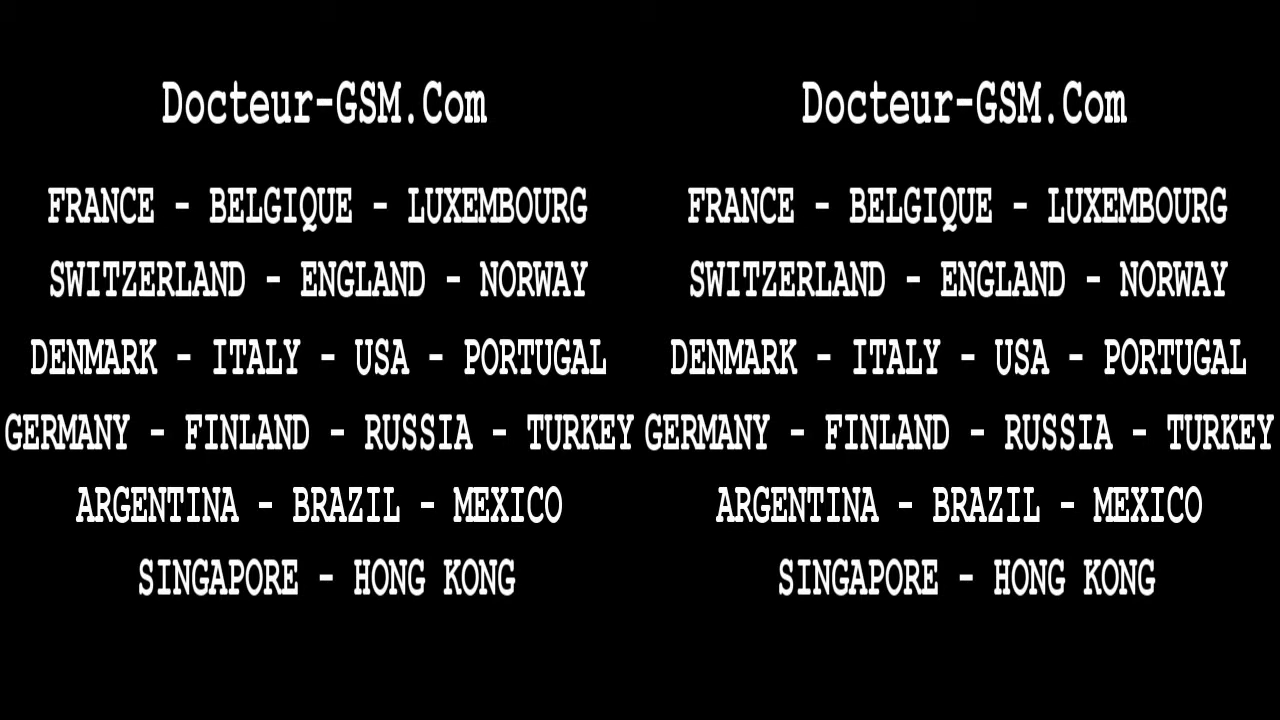 Docteur-GSM.Com
FRANCE - BELGIQUE - LUXEMBOURG
SWITZERLAND - ENGLAND - NORWAY
DENMARK - ITALY - USA - PORTUGAL
GERMANY - FINLAND - RUSSIA - TURKEY
ARGENTINA - BRAZIL - MEXICO
SINGAPORE - HONG KONG
Docteur-GSM.Com
FRANCE - BELGIQUE - LUXEMBOURG
SWITZERLAND - ENGLAND - NORWAY
DENMARK - ITALY - USA - PORTUGAL
GERMANY - FINLAND - RUSSIA - TURKEY
ARGENTINA - BRAZIL - MEXICO
SINGAPORE - HONG KONG